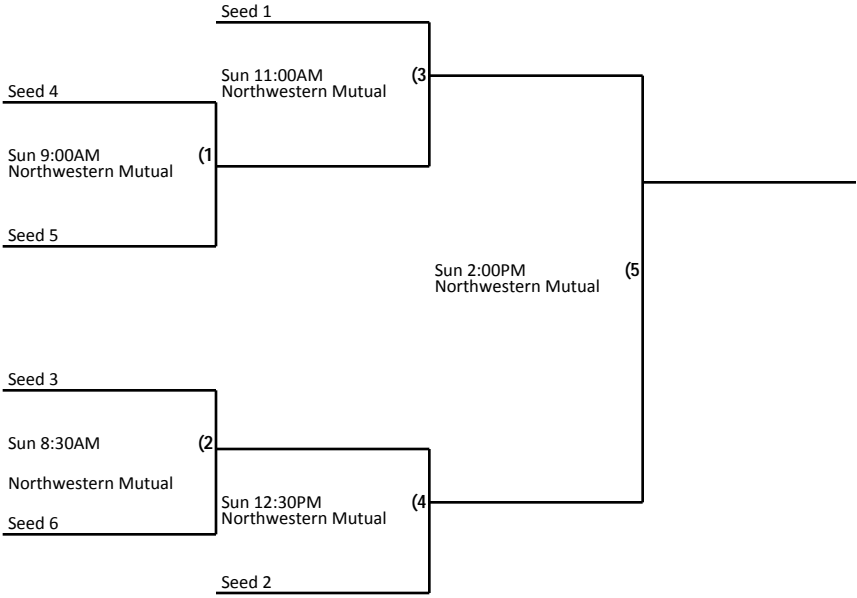 Seed 1
Sun 11:00AM (3
Northwestern Mutual
Seed 4
Sun 9:00AM (1
Northwestern Mutual
Seed 5
Sun 2:00PM (5
Northwestern Mutual
Seed 3
Sun 8:30AM (2
Northwestern Mutual
Sun 12:30PM (4
Northwestern Mutual
Seed 6
Seed 2